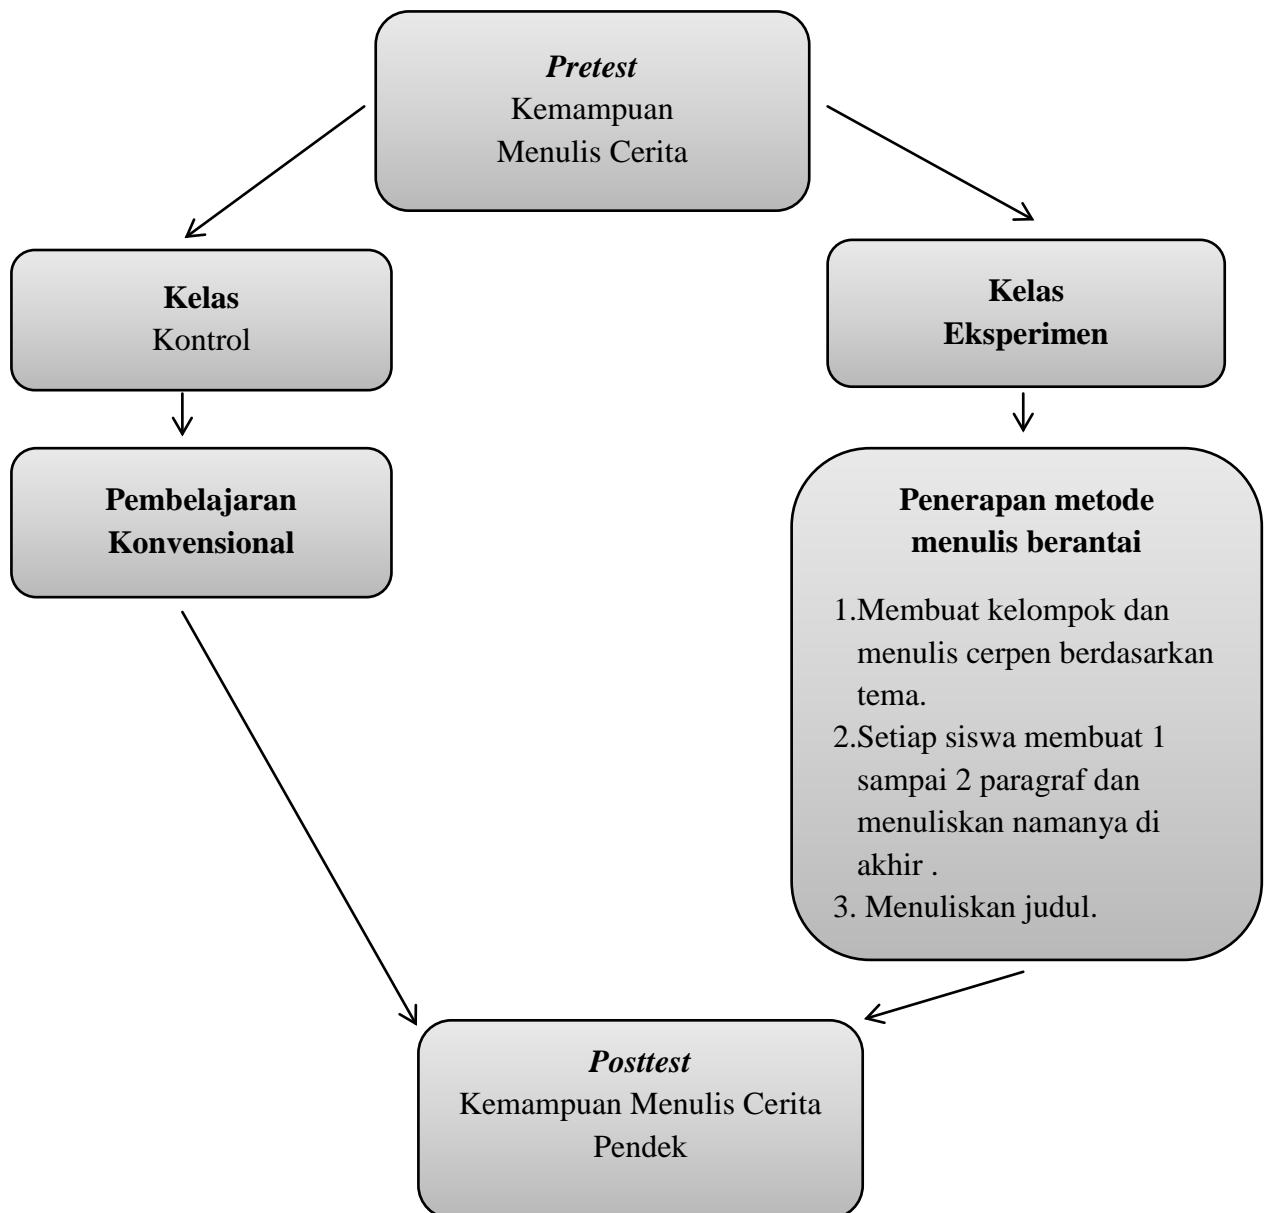 Pretest
Kemampuan
Menulis Cerita
Kelas
Kontrol
Kelas
Eksperimen
Pembelajaran
Konvensional
Penerapan metode
menulis berantai
1.Membuat kelompok dan
menulis cerpen berdasarkan
tema.
2.Setiap siswa membuat 1
sampai 2 paragraf dan
menuliskan namanya di
akhir .
3. Menuliskan judul.
Posttest
Kemampuan Menulis Cerita
Pendek